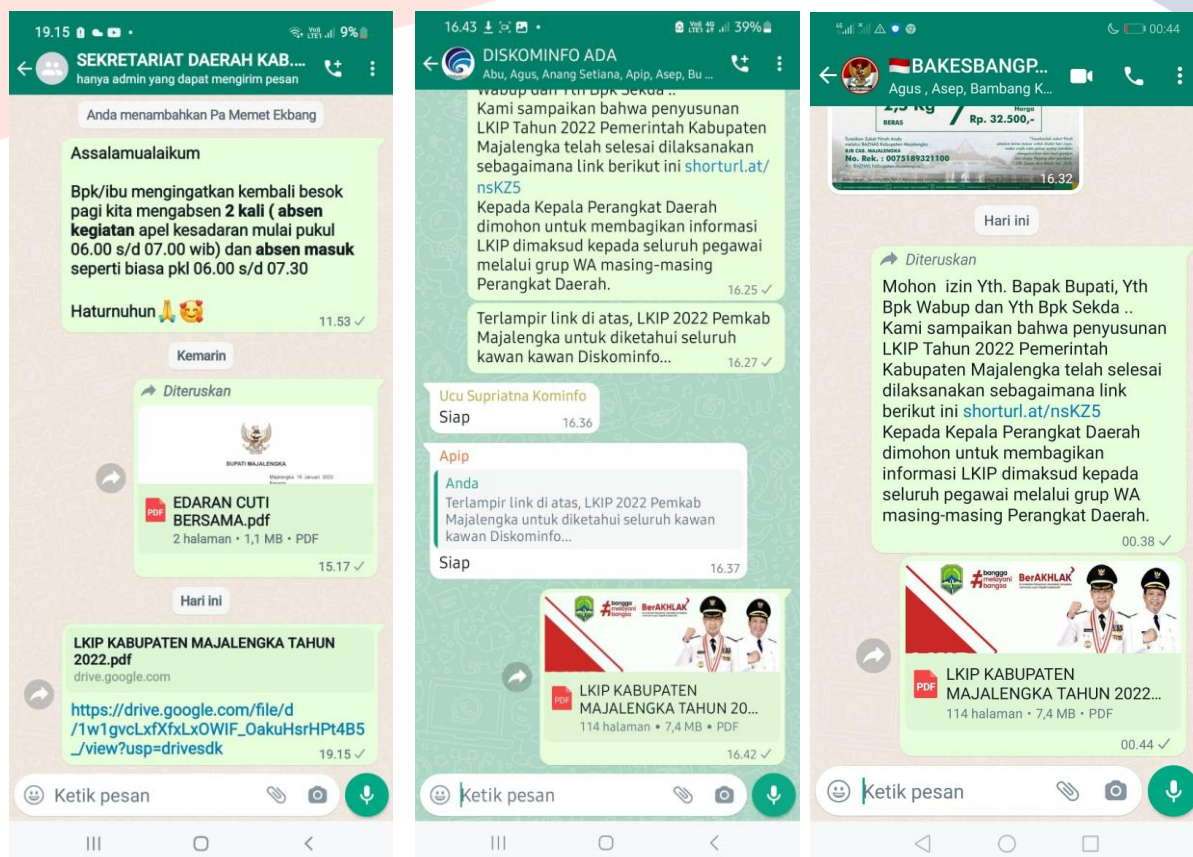 19.15
9%
SEKRETARIAT DAERAH KAB....
hanya admin yang dapat mengirim pesan
Anda menambahkan Pa Memet Ekbang
Assalamualaikum
Bpk/ibu mengingatkan kembali besok
pagi kita mengabsen 2 kali ( absen
kegiatan apel kesadaran mulai pukul
06.00 s/d 07.00 wib) dan absen masuk
seperti biasa pkl 06.00 s/d 07.30
Haturnuhun
11.53
Kemarin
Diteruskan
BUPATI MAJALENGKA
EDARAN CUTI
BERSAMA.pdf
2 halaman • 1,1 MB • PDF
15.17
Hari ini
LKIP KABUPATEN MAJALENGKA TAHUN
2022.pdf
drive.google.com
https://drive.google.com/file/d
/1w1gvcLxfXfxLxOWIF_OakuHsrHPt4B5
_/view?usp=drivesdk
19.15
Ketik pesan
16.43
39%
DISKOMINFO ADA
Abu, Agus, Anang Setiana, Apip, Asep, Bu ...
Wabup dan Yth Bpk Sekda ..
Kami sampaikan bahwa penyusunan
LKIP Tahun 2022 Pemerintah Kabupaten
Majalengka telah selesai dilaksanakan
sebagaimana link berikut ini shorturl.at/
nsKZ5
Kepada Kepala Perangkat Daerah
dimohon untuk membagikan informasi
LKIP dimaksud kepada seluruh pegawai
melalui grup WA masing-masing
Perangkat Daerah.
16.25
Terlampir link di atas, LKIP 2022 Pemkab
Majalengka untuk diketahui seluruh
kawan kawan Diskominfo...
16.27
Ucu Supriatna Kominfo
Siap
16.36
Apip
Anda
Terlampir link di atas, LKIP 2022 Pemkab
Majalengka untuk diketahui seluruh kawan
kawan Diskominfo...
Siap
16.37
#bangga melayani bangsa
BerAKHLAK
LKIP KABUPATEN
MAJALENGKA TAHUN 20...
114 halaman • 7,4 MB • PDF
16.42
Ketik pesan
00:44
BAKESBANGP...
Agus , Asep, Bambang K...
2,5 Kg
BERAS
Harga
Rp. 32.500,-
No. Rek. : 0075189321100
16.32
Hari ini
Diteruskan
Mohon izin Yth. Bapak Bupati, Yth
Bpk Wabup dan Yth Bpk Sekda ..
Kami sampaikan bahwa penyusunan
LKIP Tahun 2022 Pemerintah
Kabupaten Majalengka telah selesai
dilaksanakan sebagaimana link
berikut ini shorturl.at/nsKZ5
Kepada Kepala Perangkat Daerah
dimohon untuk membagikan
informasi LKIP dimaksud kepada
seluruh pegawai melalui grup WA
masing-masing Perangkat Daerah.
00.38
#bangga melayani bangsa
BerAKHLAK
LKIP KABUPATEN
MAJALENGKA TAHUN 2022...
114 halaman • 7,4 MB • PDF
00.44
Ketik pesan